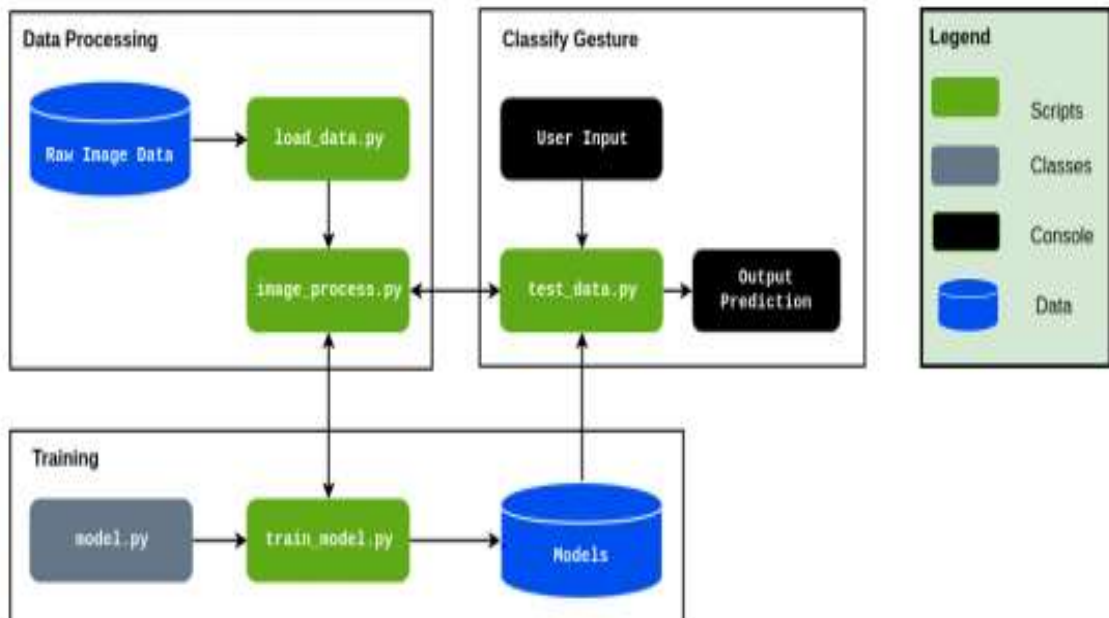 Data Processing
Raw Image Data
load_data.py
image_process.py
Classify Gesture
User Input
test_data.py
Output
Prediction
Legend
Scripts
Classes
Console
Data
Training
model.py
train_model.py
Models